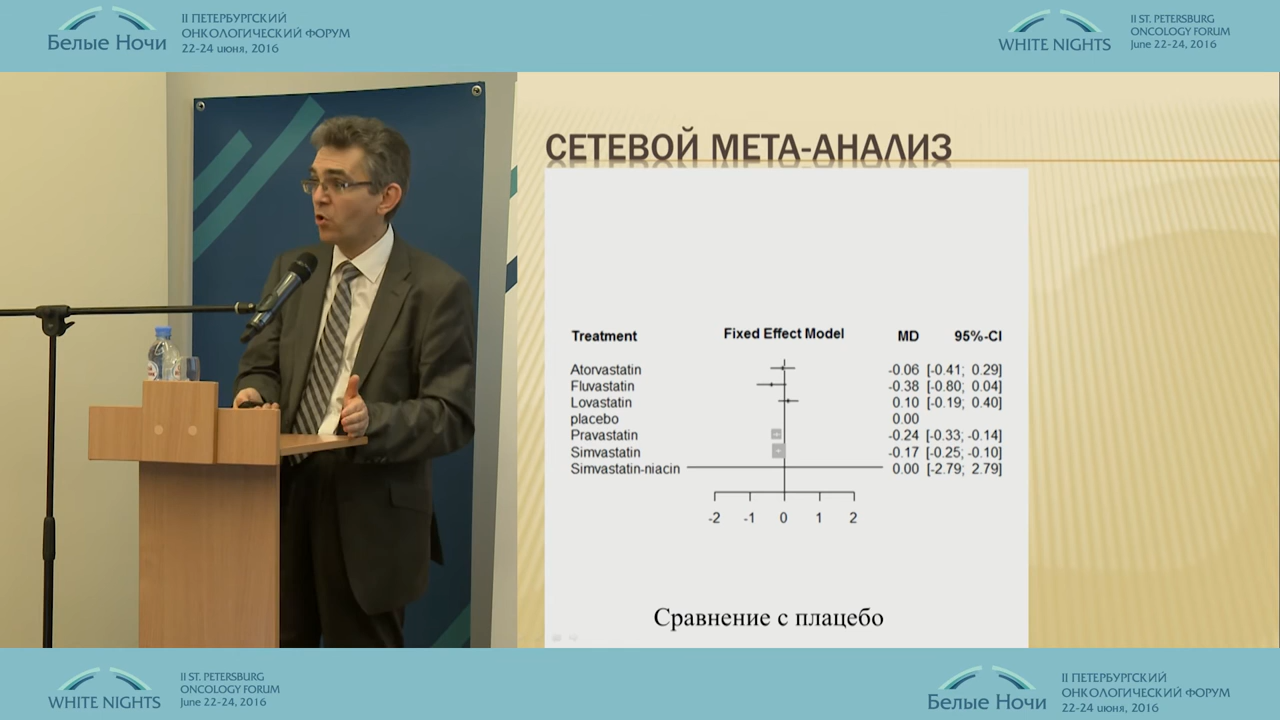 II ПЕТЕРБУРГСКИЙ
ОНКОЛОГИЧЕСКИЙ ФОРУМ
Белые Ночи
22-24 июня, 2016
II ST. PETERSBURG
ONCOLOGY FORUM
WHITE NIGHTS
June 22-24, 2016
СЕТЕВОЙ МЕТА-АНАЛИЗ
Treatment Fixed Effect Model MD 95%-CI
Atorvastatin -0.06 [-0.41; 0.29]
Fluvastatin -0.38 [-0.80; 0.04]
Lovastatin 0.10 [-0.19; 0.40]
placebo 0.00
Pravastatin -0.24 [-0.33; -0.14]
Simvastatin -0.17 [-0.25; -0.10]
Simvastatin-niacin 0.00 [-2.79; 2.79]
-2 -1 0 1 2
Сравнение с плацебо
II ST. PETERSBURG
ONCOLOGY FORUM
WHITE NIGHTS
June 22-24, 2016
II ПЕТЕРБУРГСКИЙ
ОНКОЛОГИЧЕСКИЙ ФОРУМ
Белые Ночи
22-24 июня, 2016